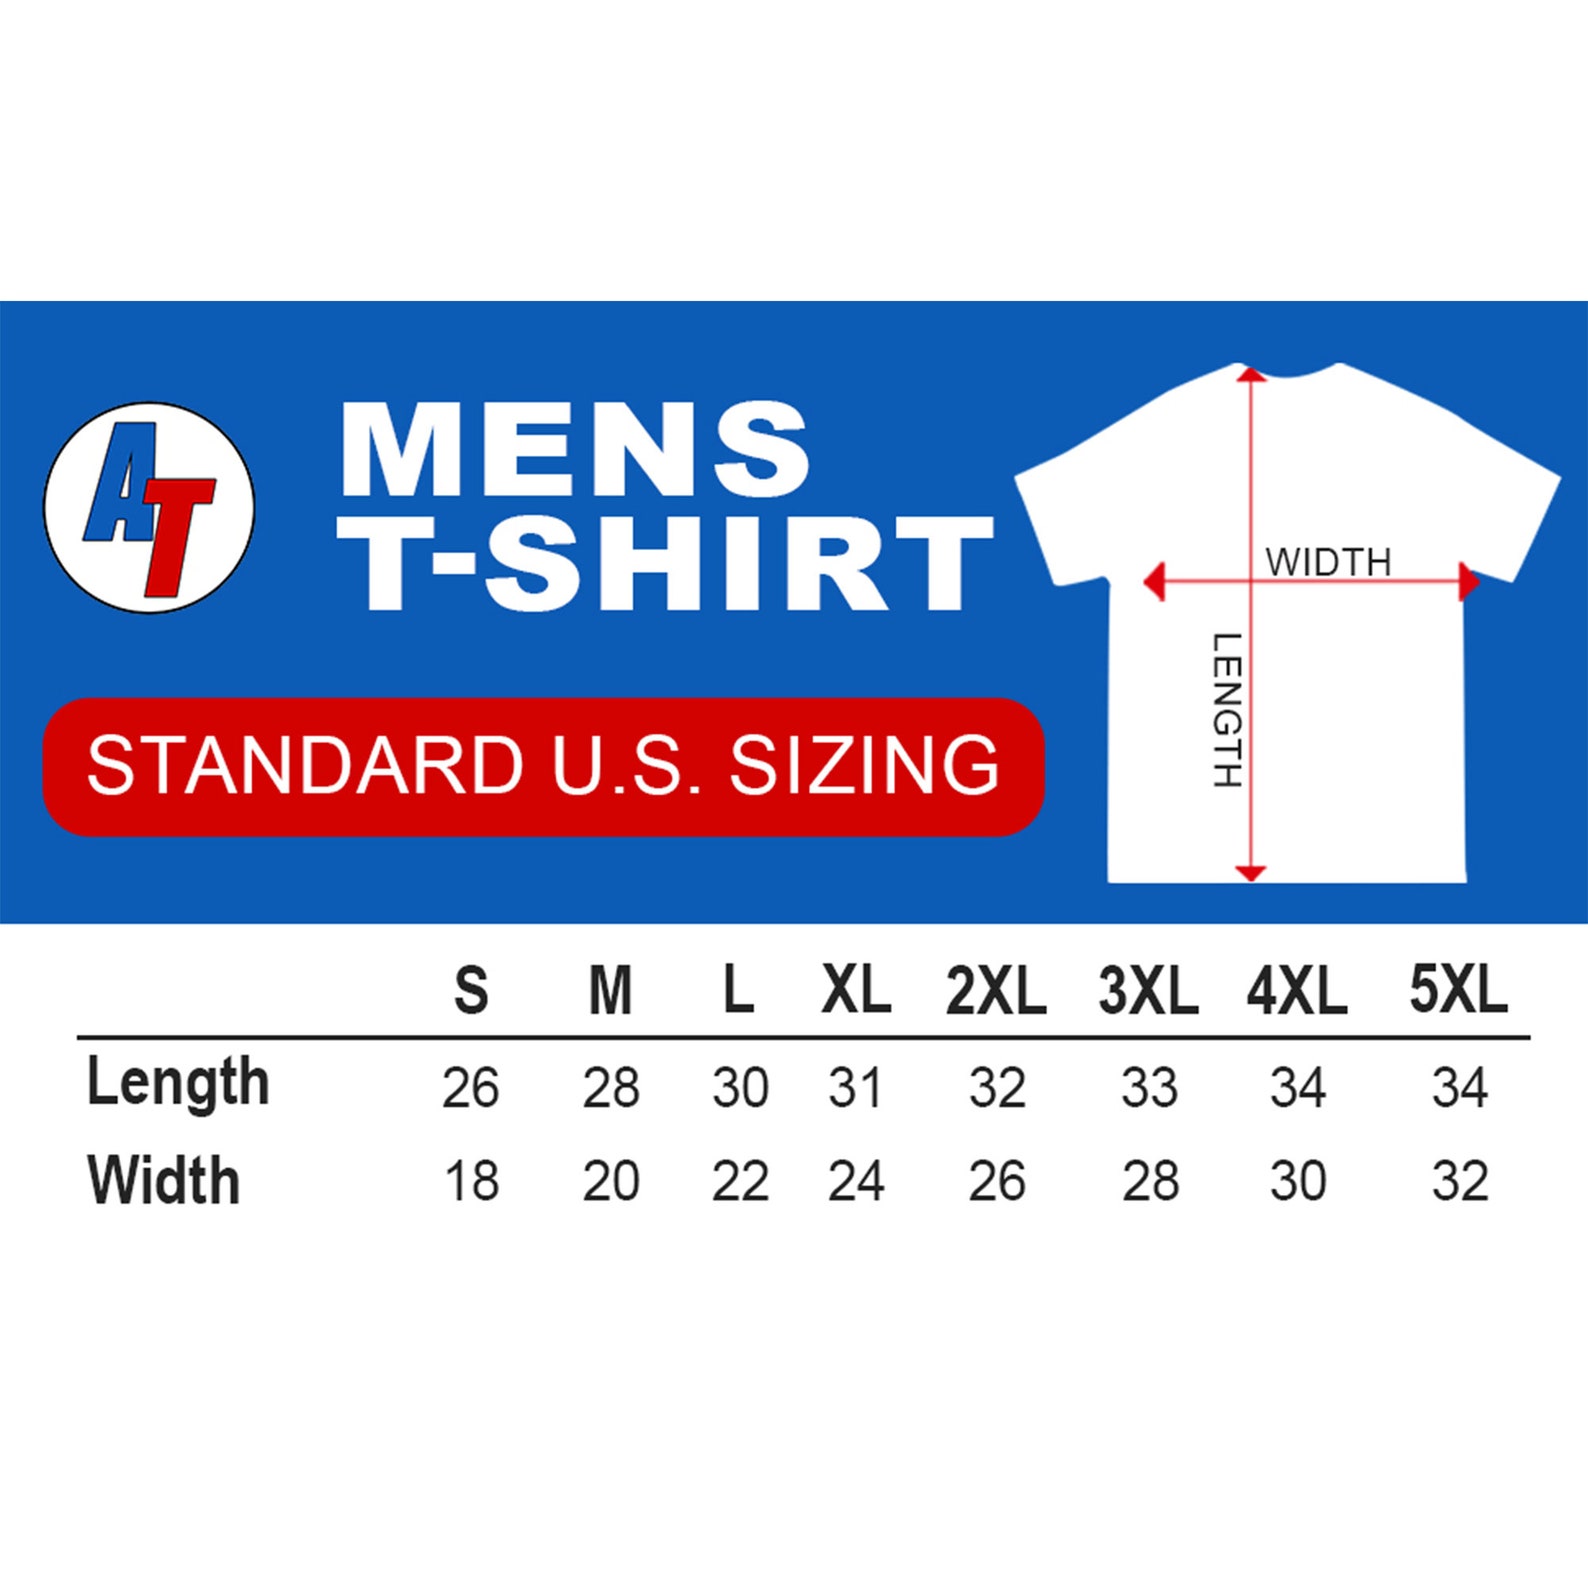 AT
MENS
T-SHIRT
STANDARD U.S. SIZING
WIDTH
LENGTH
S M L XL 2XL 3XL 4XL 5XL
Length 26 28 30 31 32 33 34 34
Width 18 20 22 24 26 28 30 32